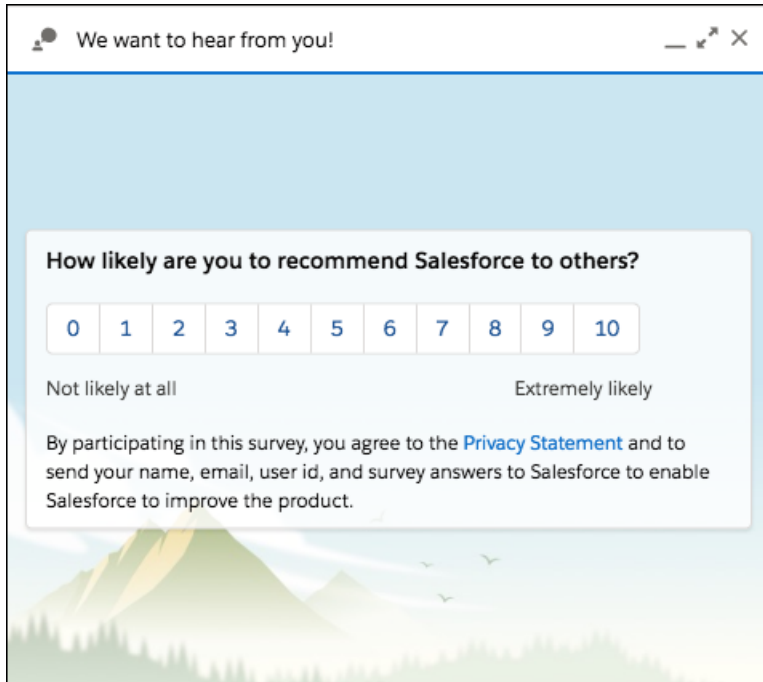 We want to hear from you!
How likely are you to recommend Salesforce to others?
0 1 2 3 4 5 6 7 8 9 10
Not likely at all Extremely likely
By participating in this survey, you agree to the Privacy Statement and to
send your name, email, user id, and survey answers to Salesforce to enable
Salesforce to improve the product.